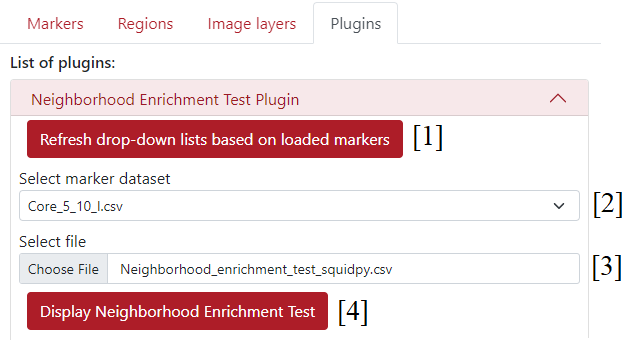 Markers Regions Image layers Plugins
List of plugins:
Neighborhood Enrichment Test Plugin
Refresh drop-down lists based on loaded markers [1]
Select marker dataset
Core_5_10_I.csv [2]
Select file
Choose File Neighborhood_enrichment_test_squidpy.csv [3]
Display Neighborhood Enrichment Test [4]